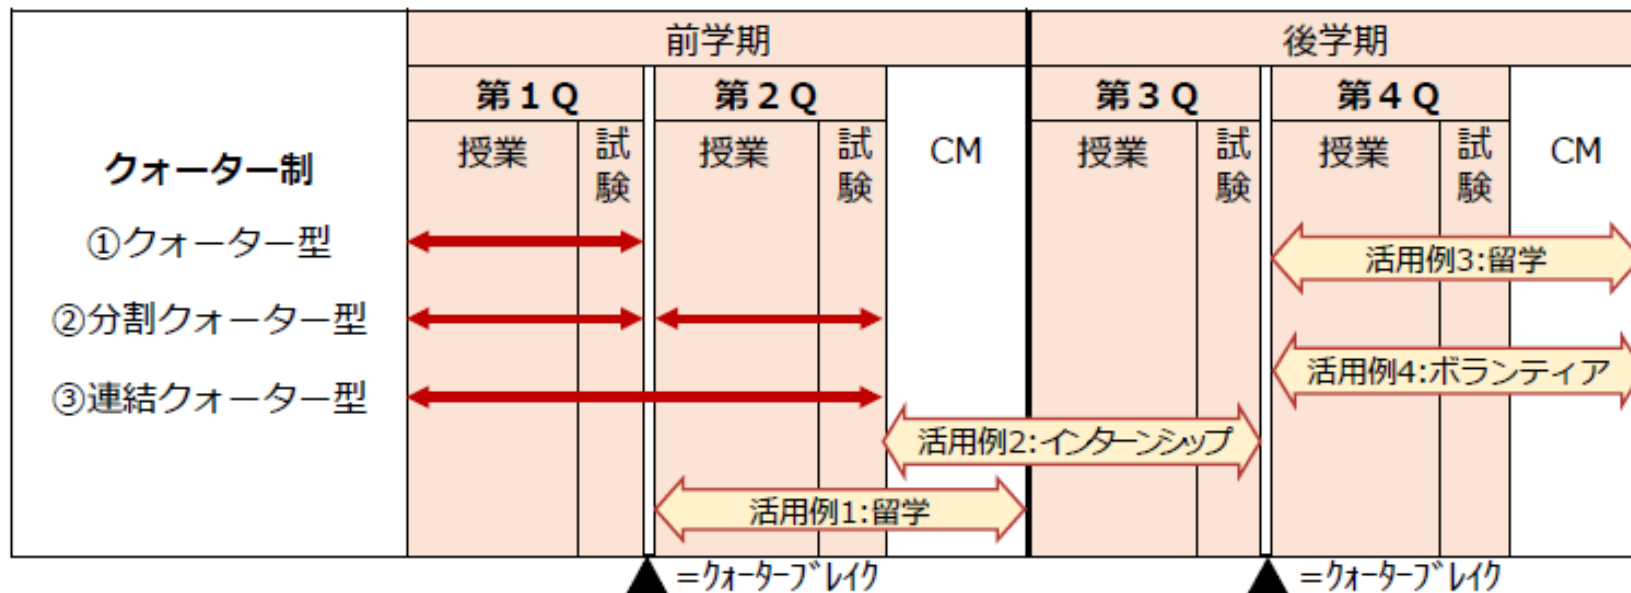 前学期 後学期
第１Q 第２Q 第３Q 第４Q
授業 試験 授業 試験 CM 授業 試験 授業 試験 CM
クォーター制
①クォーター型
活用例3:留学
②分割クォーター型
活用例4:ボランティア
③連結クォーター型
活用例2:インターンシップ
活用例1:留学
▲ =ｸｫｰﾀｰﾌﾞﾚｲｸ ▲ =ｸｫｰﾀｰﾌﾞﾚｲｸ